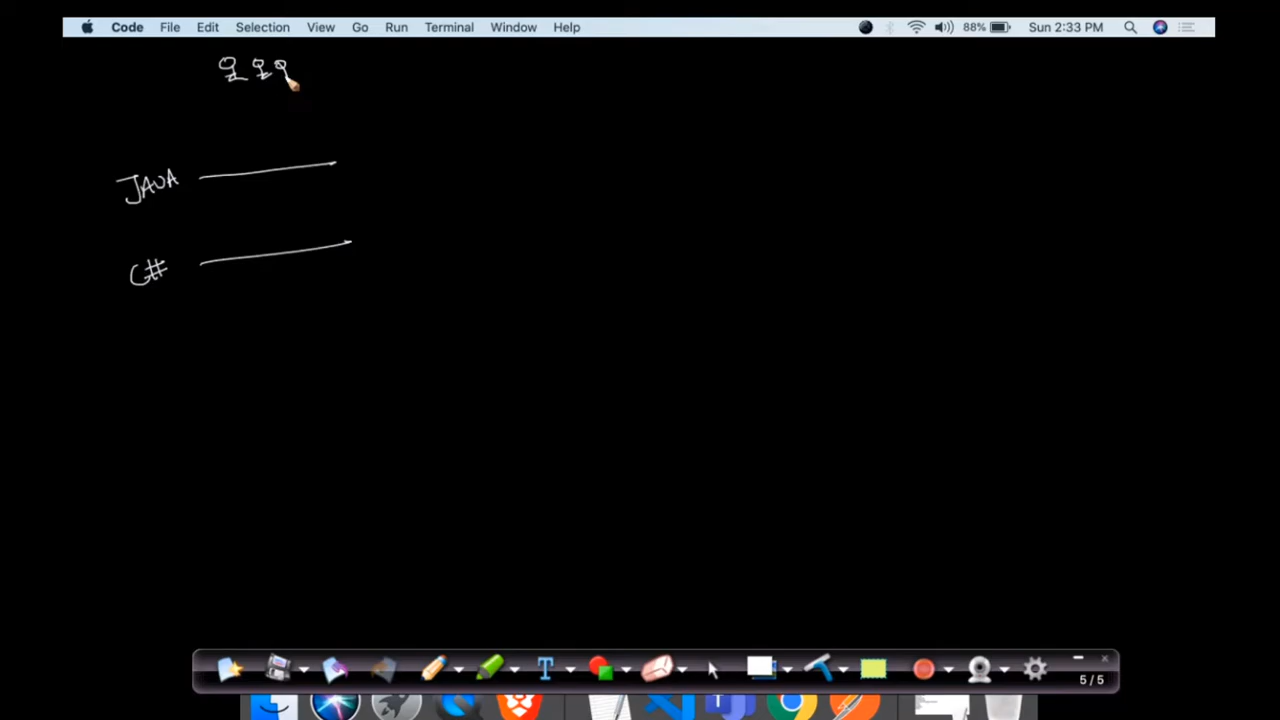 Code File Edit Selection View Go Run Terminal Window Help 88% Sun 2:33 PM
JAVA
C#
T
5 / 5
T